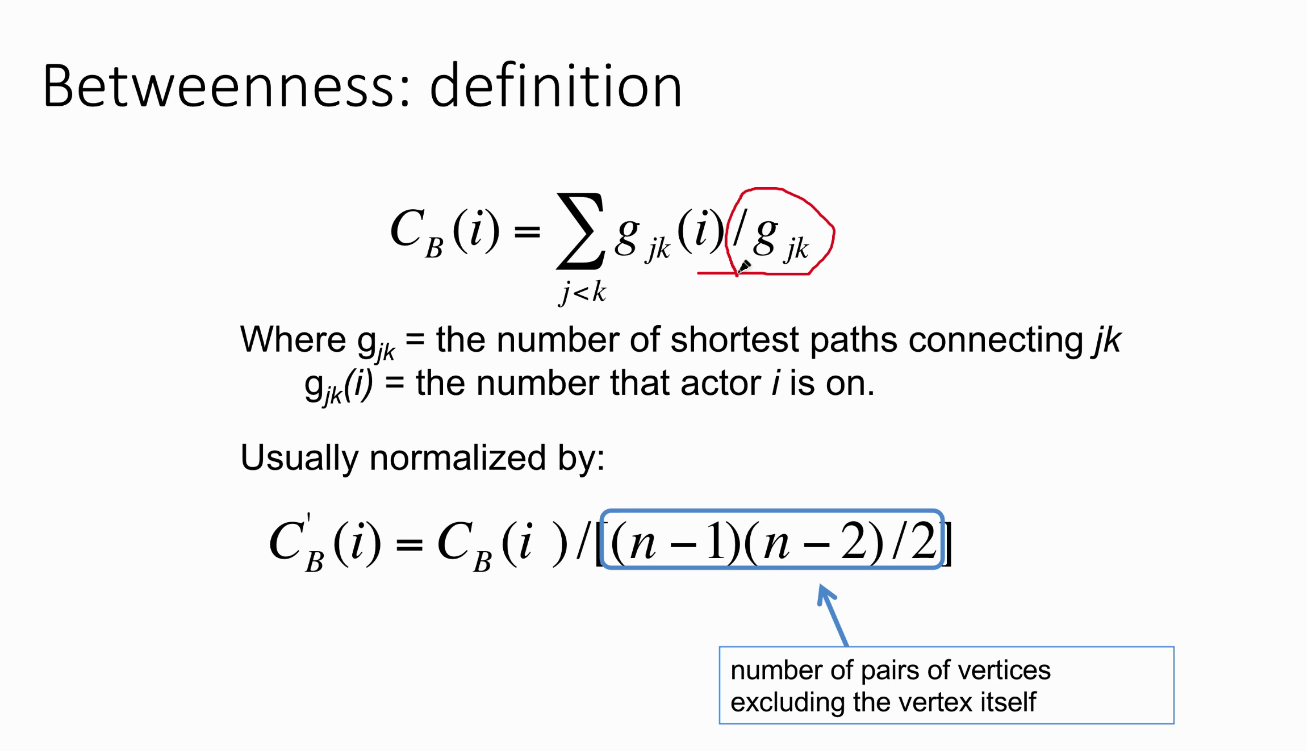 Betweenness: definition
C_B(i) = ∑_{j<k} g_{jk}(i)/g_{jk}
Where g_{jk} = the number of shortest paths connecting jk
g_{jk}(i) = the number that actor i is on.
Usually normalized by:
C'_B(i) = C_B(i )/[(n − 1)(n − 2)/2]
number of pairs of vertices
excluding the vertex itself